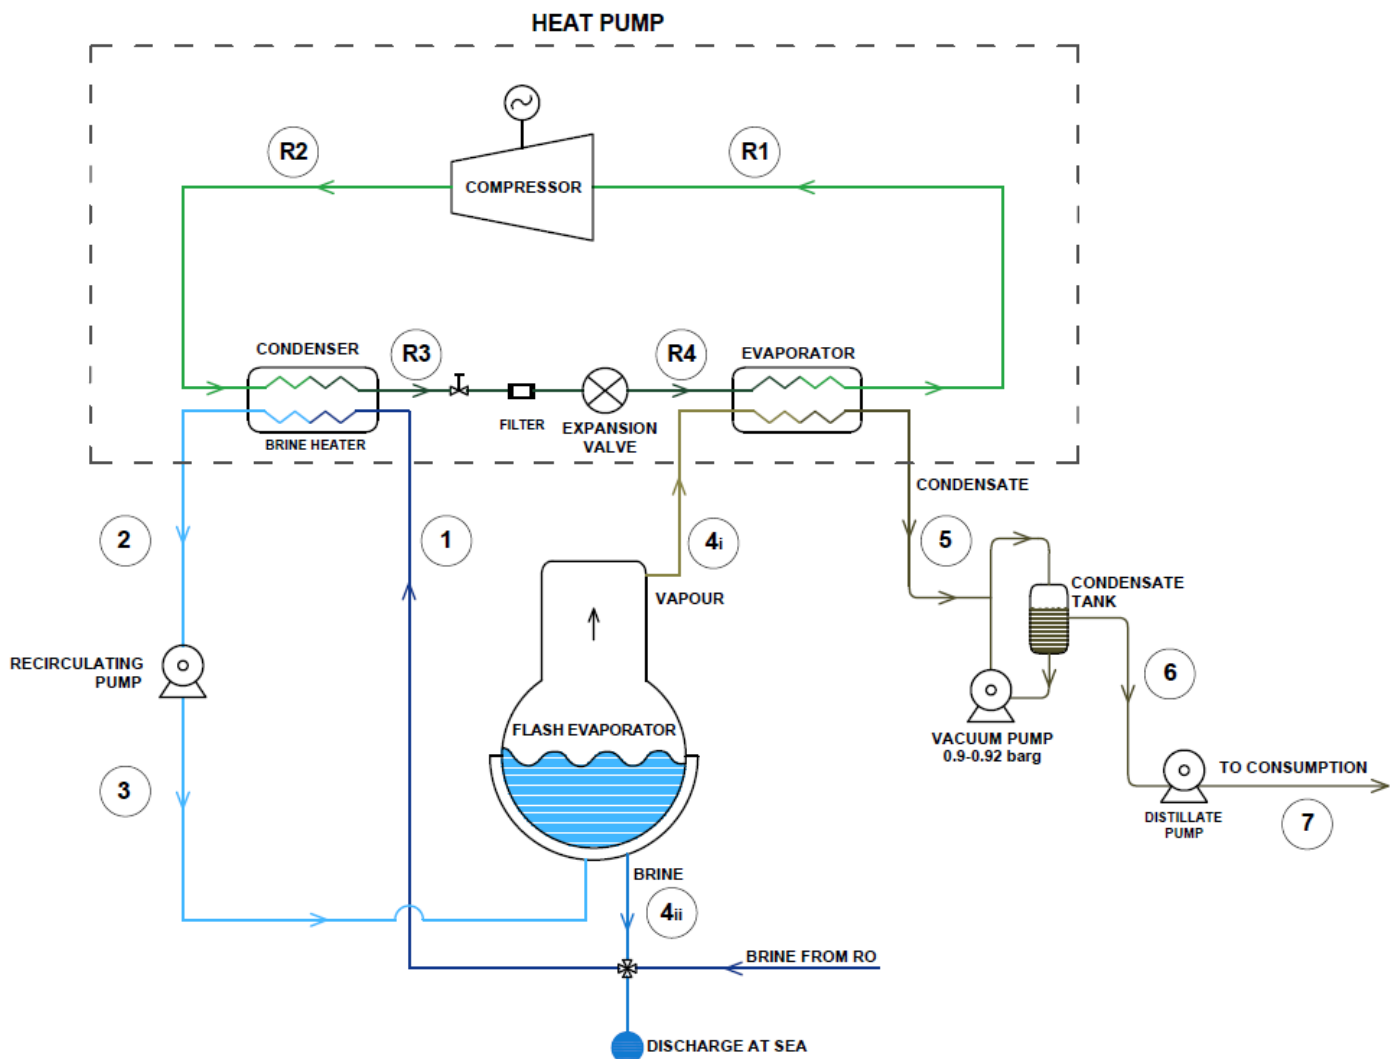 HEAT PUMP
R2
R1
COMPRESSOR
CONDENSER
R3
R4
EVAPORATOR
FILTER
EXPANSION
VALVE
BRINE HEATER
CONDENSATE
2
1
4i
5
VAPOUR
CONDENSATE
TANK
RECIRCULATING
PUMP
6
FLASH EVAPORATOR
VACUUM PUMP
0.9-0.92 barg
TO CONSUMPTION
3
DISTILLATE
PUMP
7
BRINE
4ii
BRINE FROM RO
DISCHARGE AT SEA